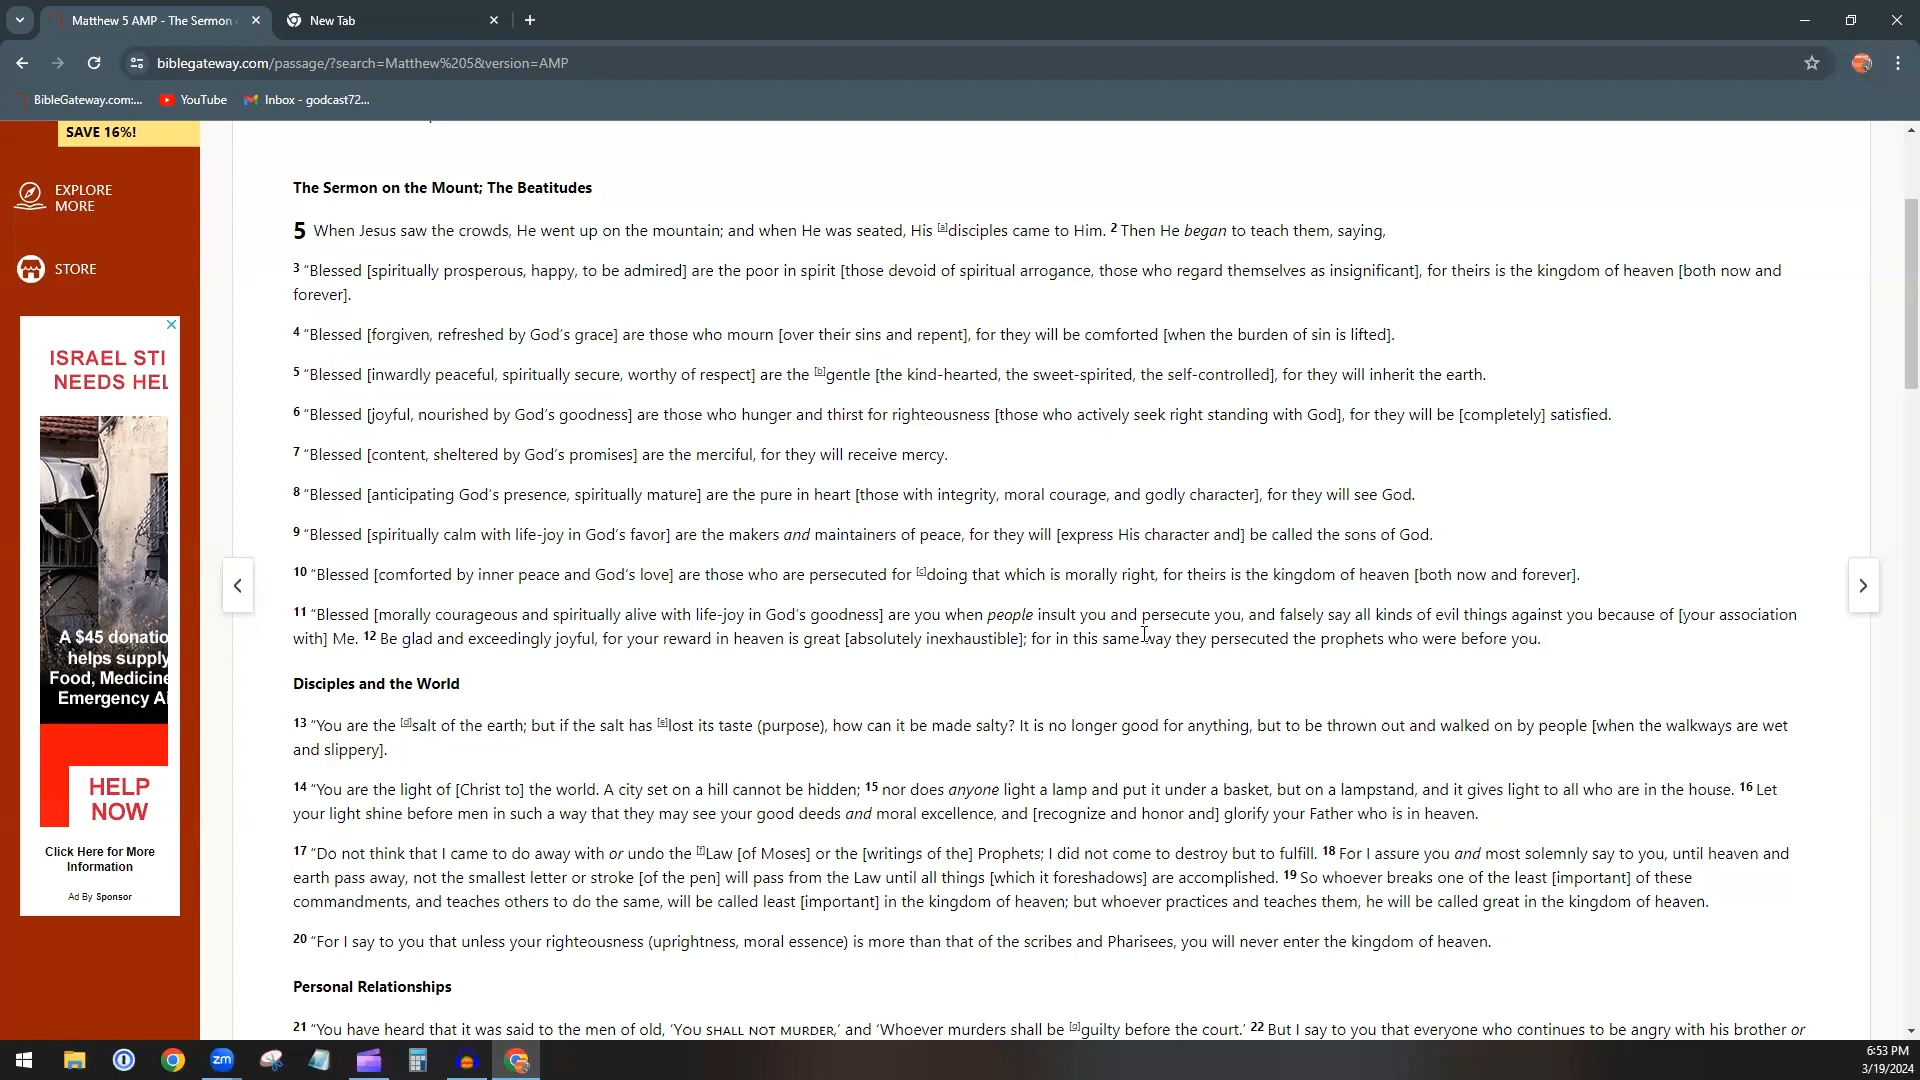 Matthew 5 AMP - The Sermon
New Tab
biblegateway.com/passage/?search=Matthew%205&version=AMP
BibleGateway.com:...
YouTube
Inbox - godcast72...
SAVE 16%!
EXPLORE
MORE
STORE
ISRAEL STI
NEEDS HEL
A $45 donatio
helps supply
Food, Medicine
Emergency Ai
HELP
NOW
Click Here for More
Information
Ad By Sponsor
The Sermon on the Mount; The Beatitudes
5 When Jesus saw the crowds, He went up on the mountain; and when He was seated, His [a]disciples came to Him. 2 Then He began to teach them, saying,
3 “Blessed [spiritually prosperous, happy, to be admired] are the poor in spirit [those devoid of spiritual arrogance, those who regard themselves as insignificant], for theirs is the kingdom of heaven [both now and
forever].
4 “Blessed [forgiven, refreshed by God’s grace] are those who mourn [over their sins and repent], for they will be comforted [when the burden of sin is lifted].
5 “Blessed [inwardly peaceful, spiritually secure, worthy of respect] are the [b]gentle [the kind-hearted, the sweet-spirited, the self-controlled], for they will inherit the earth.
6 “Blessed [joyful, nourished by God’s goodness] are those who hunger and thirst for righteousness [those who actively seek right standing with God], for they will be [completely] satisfied.
7 “Blessed [content, sheltered by God’s promises] are the merciful, for they will receive mercy.
8 “Blessed [anticipating God’s presence, spiritually mature] are the pure in heart [those with integrity, moral courage, and godly character], for they will see God.
9 “Blessed [spiritually calm with life-joy in God’s favor] are the makers and maintainers of peace, for they will [express His character and] be called the sons of God.
10 “Blessed [comforted by inner peace and God’s love] are those who are persecuted for [c]doing that which is morally right, for theirs is the kingdom of heaven [both now and forever].
11 “Blessed [morally courageous and spiritually alive with life-joy in God’s goodness] are you when people insult you and persecute you, and falsely say all kinds of evil things against you because of [your association
with] Me. 12 Be glad and exceedingly joyful, for your reward in heaven is great [absolutely inexhaustible]; for in this same way they persecuted the prophets who were before you.
Disciples and the World
13 “You are the [d]salt of the earth; but if the salt has [e]lost its taste (purpose), how can it be made salty? It is no longer good for anything, but to be thrown out and walked on by people [when the walkways are wet
and slippery].
14 “You are the light of [Christ to] the world. A city set on a hill cannot be hidden; 15 nor does anyone light a lamp and put it under a basket, but on a lampstand, and it gives light to all who are in the house. 16 Let
your light shine before men in such a way that they may see your good deeds and moral excellence, and [recognize and honor and] glorify your Father who is in heaven.
17 “Do not think that I came to do away with or undo the [f]Law [of Moses] or the [writings of the] Prophets; I did not come to destroy but to fulfill. 18 For I assure you and most solemnly say to you, until heaven and
earth pass away, not the smallest letter or stroke [of the pen] will pass from the Law until all things [which it foreshadows] are accomplished. 19 So whoever breaks one of the least [important] of these
commandments, and teaches others to do the same, will be called least [important] in the kingdom of heaven; but whoever practices and teaches them, he will be called great in the kingdom of heaven.
20 “For I say to you that unless your righteousness (uprightness, moral essence) is more than that of the scribes and Pharisees, you will never enter the kingdom of heaven.
Personal Relationships
21 “You have heard that it was said to the men of old, ‘YOU SHALL NOT MURDER,’ and ‘Whoever murders shall be [g]guilty before the court.’ 22 But I say to you that everyone who continues to be angry with his brother or
zm
6:53 PM
3/19/2024